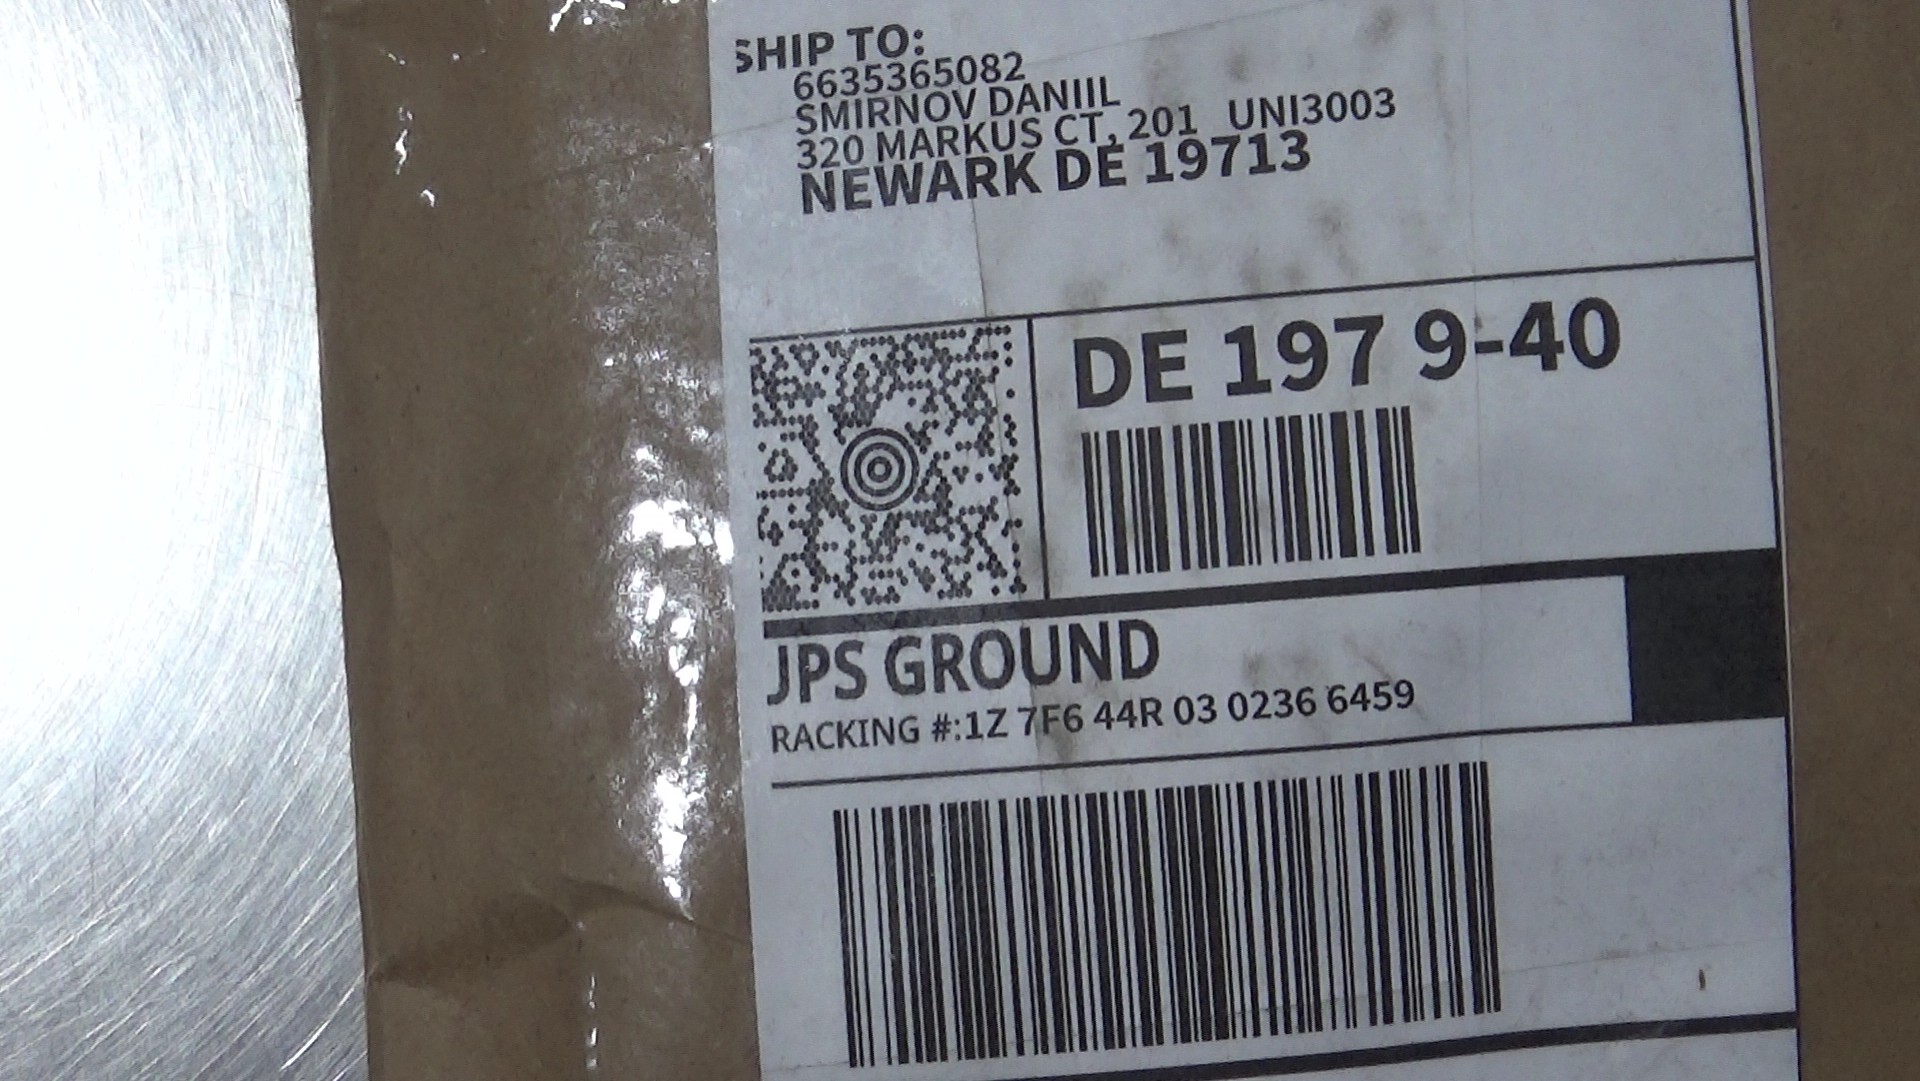 SHIP TO:
6635365082
SMIRNOV DANIIL
320 MARKUS CT, 201 UNI3003
NEWARK DE 19713
DE 197 9-40
JPS GROUND
RACKING #:1Z 7F6 44R 03 0236 6459